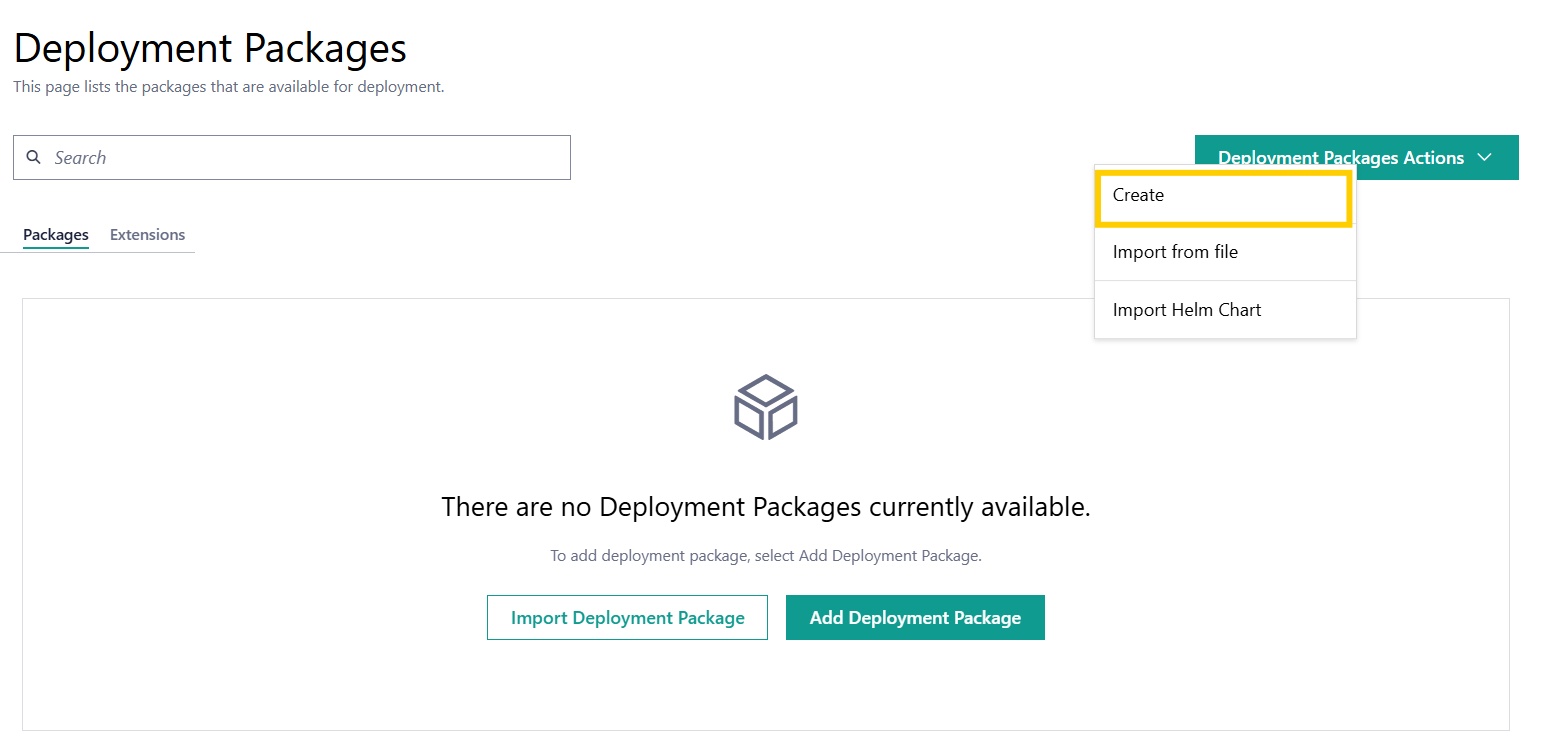 Deployment Packages
This page lists the packages that are available for deployment.
Search
Deployment Packages Actions
Create
Import from file
Import Helm Chart
Packages Extensions
There are no Deployment Packages currently available.
To add deployment package, select Add Deployment Package.
Import Deployment Package Add Deployment Package